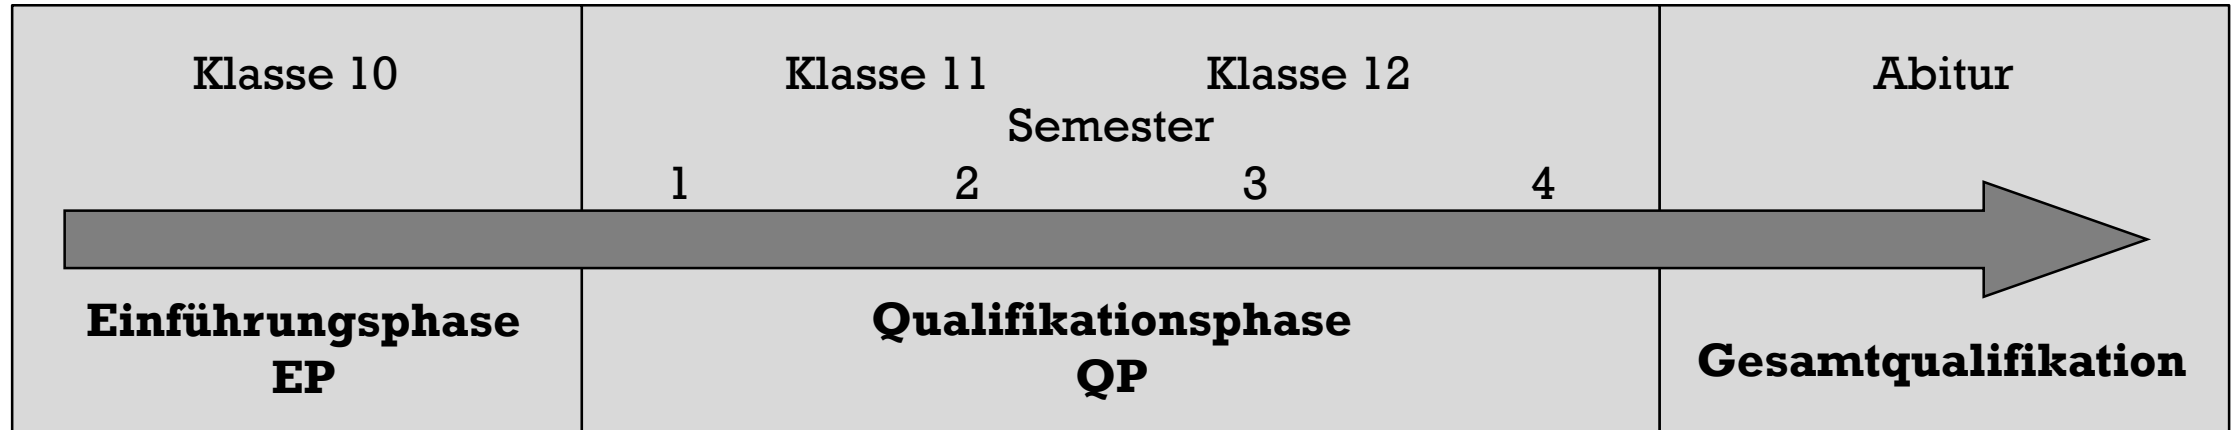 Klasse 10
Klasse 11 Klasse 12
Abitur
Semester
1 2 3 4
Einführungsphase
EP
Qualifikationsphase
QP
Gesamtqualifikation